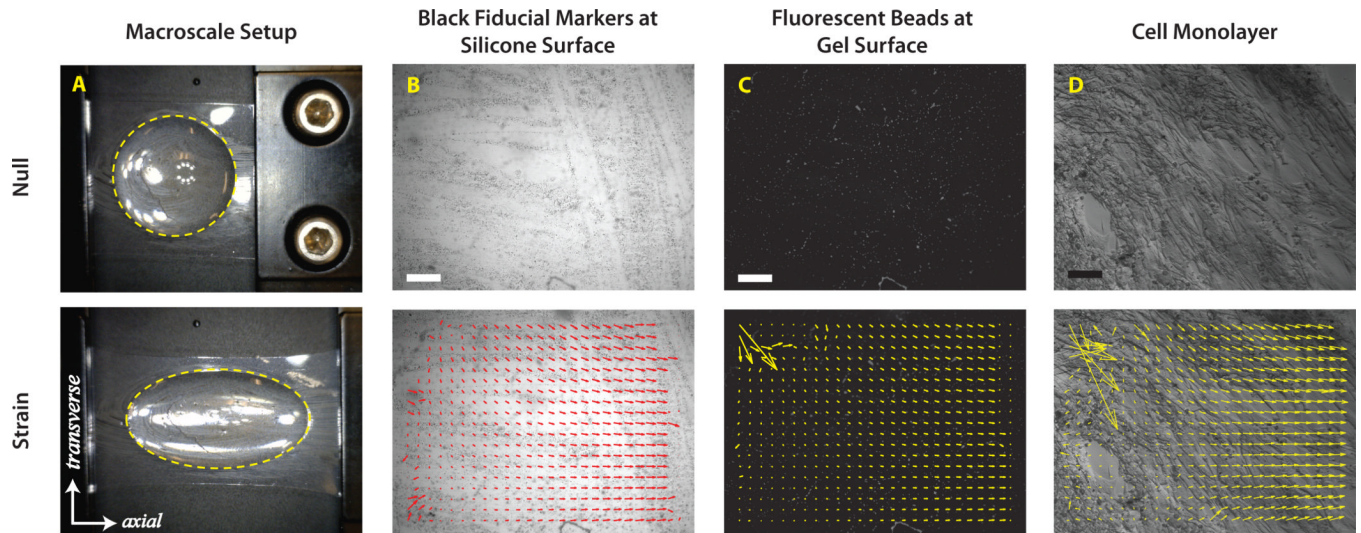 Macroscale Setup
Black Fiducial Markers at
Silicone Surface
Fluorescent Beads at
Gel Surface
Cell Monolayer
Null
A
B
C
D
Strain
transverse
axial